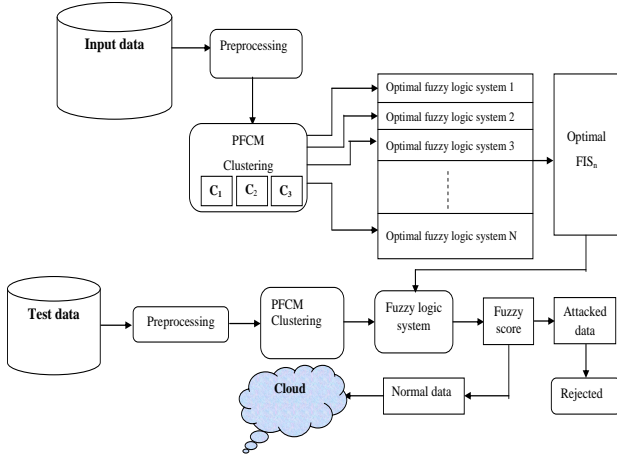 Input data
Preprocessing
PFCM
Clustering
C1
C2
C3
Optimal fuzzy logic system 1
Optimal fuzzy logic system 2
Optimal fuzzy logic system 3
Optimal fuzzy logic system N
Optimal
FISn
Test data
Preprocessing
PFCM
Clustering
Fuzzy logic
system
Fuzzy
score
Attacked
data
Cloud
Normal data
Rejected